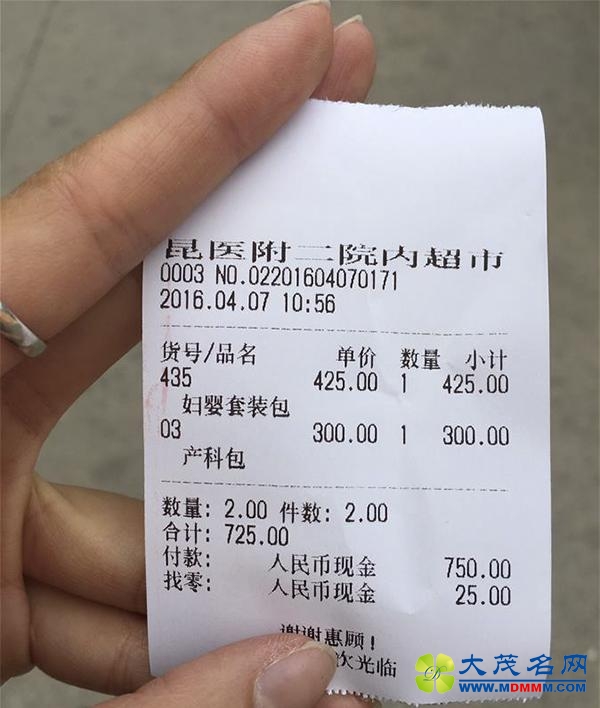 昆医附二院内超市
0003 NO.02201604070171
2016.04.07 10:56
货号/品名 单价 数量 小计
435 425.00 1 425.00
妇婴套装包
03 300.00 1 300.00
产科包
数量: 2.00 件数: 2.00
合计: 725.00
付款: 人民币现金 750.00
找零: 人民币现金 25.00
谢谢惠顾!
次光临
大茂名网
WWW.MDMMM.COM